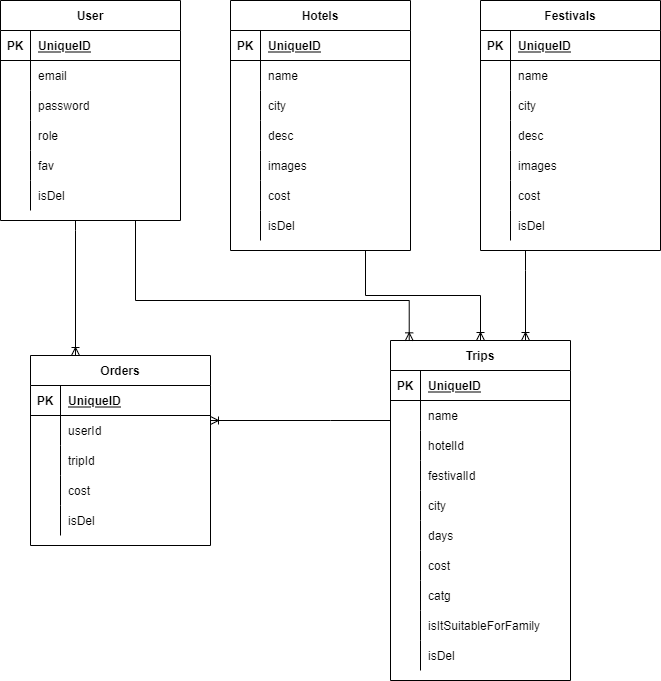 User
PK UniqueID
email
password
role
fav
isDel
Hotels
PK UniqueID
name
city
desc
images
cost
isDel
Festivals
PK UniqueID
name
city
desc
images
cost
isDel
Orders
PK UniqueID
userId
tripId
cost
isDel
Trips
PK UniqueID
name
hotelId
festivalId
city
days
cost
catg
isItSuitableForFamily
isDel